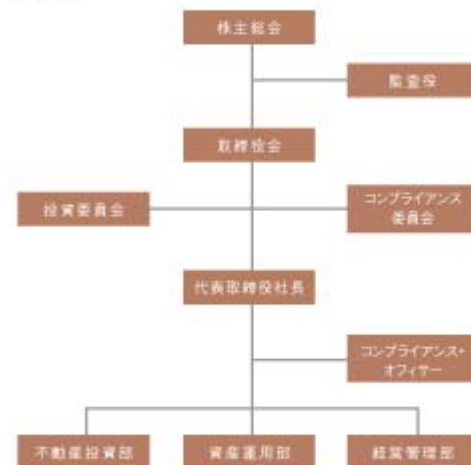 株主総会
監査役
取締役会
投資委員会
コンプライアンス
委員会
代表取締役社長
コンプライアンス・
オフィサー
不動産投資部
資産運用部
経営管理部